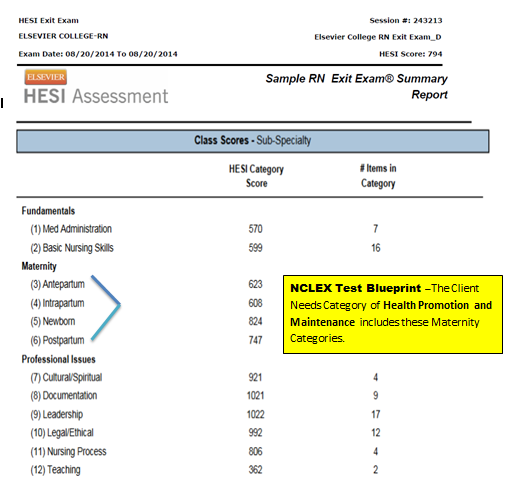 HESI Exit Exam Session #: 243213
ELSEVIER COLLEGE-RN Elsevier College RN Exit Exam_D
Exam Date: 08/20/2014 To 08/20/2014 HESI Score: 794
ELSEVIER
HESI Assessment
Sample RN Exit Exam® Summary
Report
Class Scores - Sub-Specialty
HESI Category
Score
# Items in
Category
Fundamentals
(1) Med Administration 570 7
(2) Basic Nursing Skills 599 16
Maternity
(3) Antepartum 623
(4) Intrapartum 608
(5) Newborn 824
(6) Postpartum 747
NCLEX Test Blueprint –The Client
Needs Category of Health Promotion and
Maintenance includes these Maternity
Categories.
Professional Issues
(7) Cultural/Spiritual 921 4
(8) Documentation 1021 9
(9) Leadership 1022 17
(10) Legal/Ethical 992 12
(11) Nursing Process 806 4
(12) Teaching 362 2